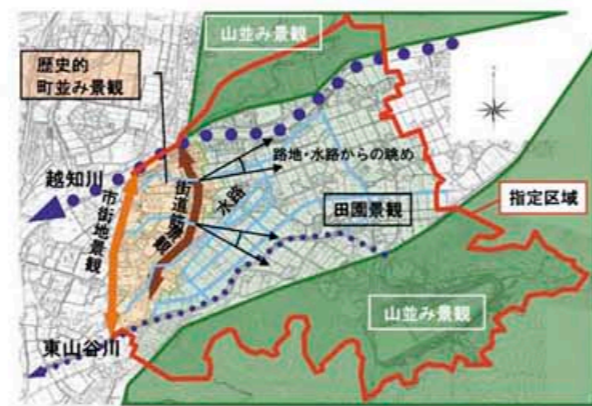 山並み景観
歴史的
町並み景観
越知川
路地・水路からの眺め
市街地景観
街道筋景観
水路
田園景観
指定区域
山並み景観
東山谷川